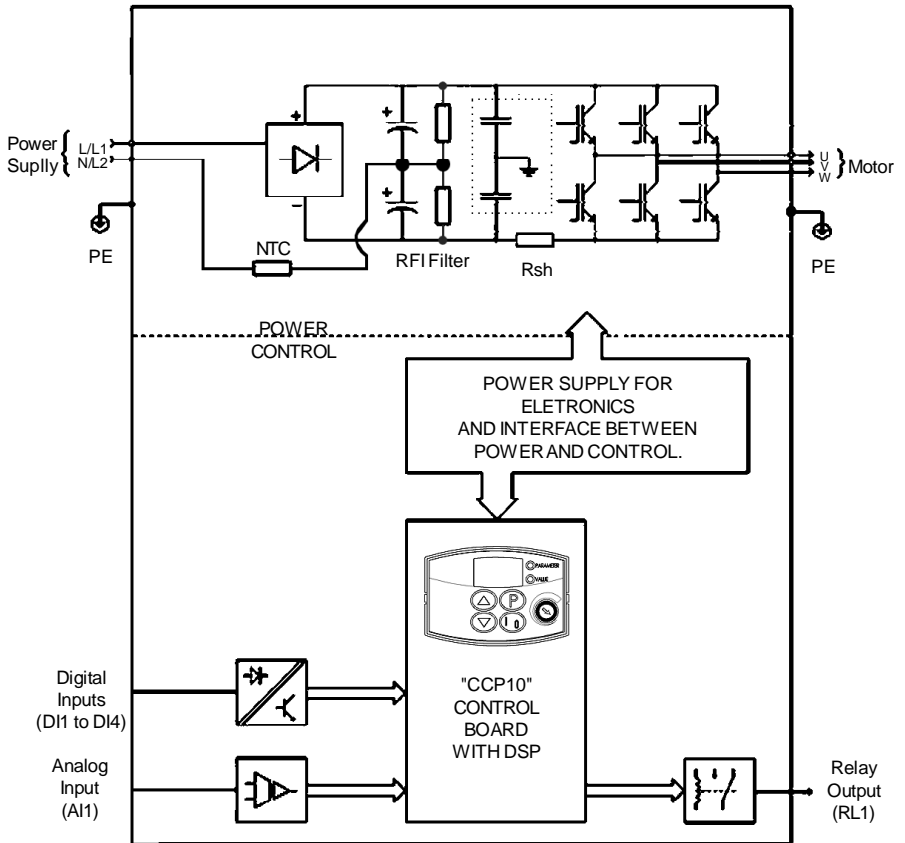 Power
Suplly
L/L1
N/L2
PE
NTC
+
-
+
+
RFI Filter
Rsh
U
V
W
Motor
PE
POWER
CONTROL
POWER SUPPLY FOR
ELETRONICS
AND INTERFACE BETWEEN
POWER AND CONTROL.
PARAMETER
VALUE
P
I 0
Digital
Inputs
(DI1 to DI4)
"CCP10"
CONTROL
BOARD
WITH DSP
Analog
Input
(AI1)
Relay
Output
(RL1)